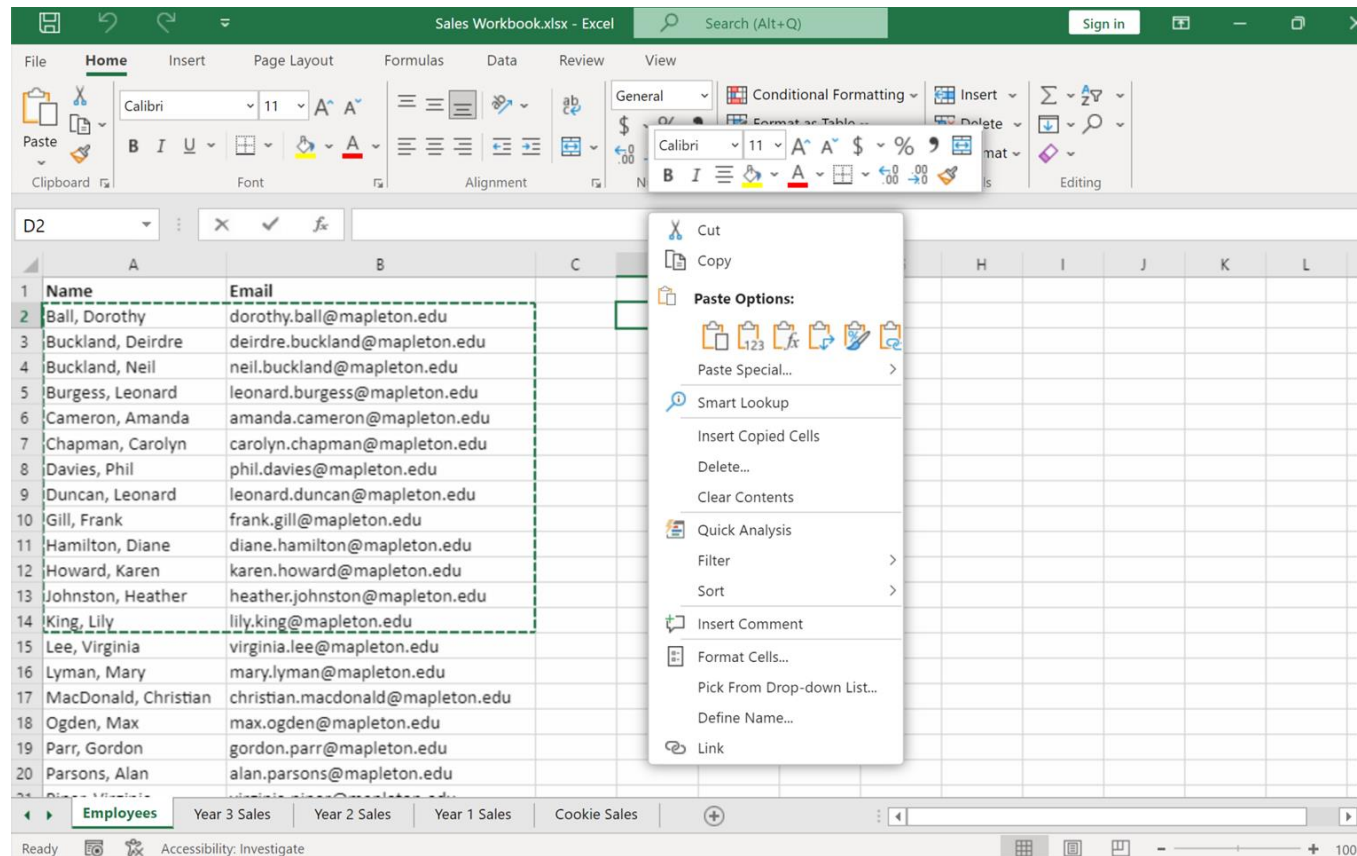 Sales Workbook.xlsx - Excel
Search (Alt+Q)
Sign in
File Home Insert Page Layout Formulas Data Review View
Calibri 11 General Conditional Formatting Insert
Paste Format as Table Delete
Calibri 11 $ %
Clipboard Font Alignment Editing
D2 fx
Cut
Copy
Paste Options:
123 fx %
Paste Special...
Smart Lookup
Insert Copied Cells
Delete...
Clear Contents
Quick Analysis
Filter
Sort
Insert Comment
Format Cells...
Pick From Drop-down List...
Define Name...
Link
A B C H I J K L
1 Name Email
2 Ball, Dorothy dorothy.ball@mapleton.edu
3 Buckland, Deirdre deirdre.buckland@mapleton.edu
4 Buckland, Neil neil.buckland@mapleton.edu
5 Burgess, Leonard leonard.burgess@mapleton.edu
6 Cameron, Amanda amanda.cameron@mapleton.edu
7 Chapman, Carolyn carolyn.chapman@mapleton.edu
8 Davies, Phil phil.davies@mapleton.edu
9 Duncan, Leonard leonard.duncan@mapleton.edu
10 Gill, Frank frank.gill@mapleton.edu
11 Hamilton, Diane diane.hamilton@mapleton.edu
12 Howard, Karen karen.howard@mapleton.edu
13 Johnston, Heather heather.johnston@mapleton.edu
14 King, Lily lily.king@mapleton.edu
15 Lee, Virginia virginia.lee@mapleton.edu
16 Lyman, Mary mary.lyman@mapleton.edu
17 MacDonald, Christian christian.macdonald@mapleton.edu
18 Ogden, Max max.ogden@mapleton.edu
19 Parr, Gordon gordon.parr@mapleton.edu
20 Parsons, Alan alan.parsons@mapleton.edu
Employees Year 3 Sales Year 2 Sales Year 1 Sales Cookie Sales
Ready Accessibility: Investigate 100